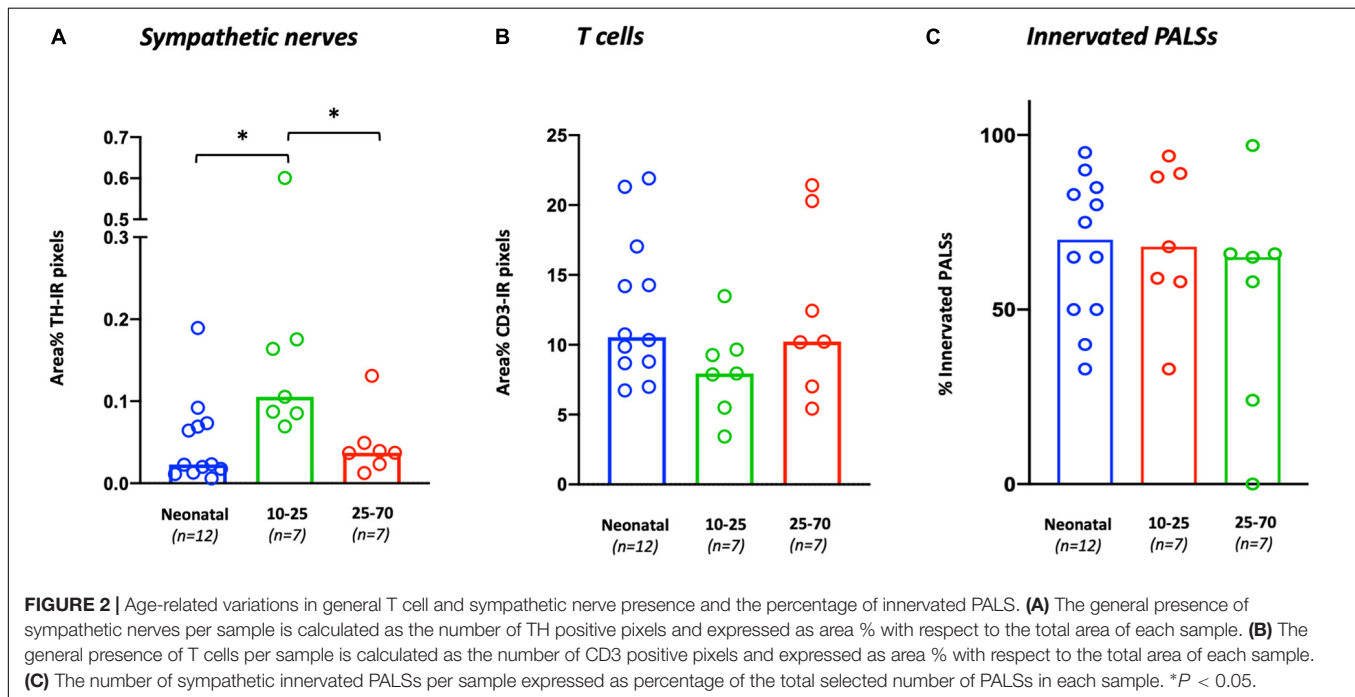 A Sympathetic nerves
B T cells
C Innervated PALSs
Area% TH-IR pixels
0.7
0.6
0.5
0.3
0.2
0.1
0.0
* *
Neonatal 10-25 25-70
(n=12) (n=7) (n=7)
Area% CD3-IR pixels
25
20
15
10
5
0
Neonatal 10-25 25-70
(n=12) (n=7) (n=7)
% Innervated PALSs
100
50
0
Neonatal 10-25 25-70
(n=12) (n=7) (n=7)
FIGURE 2 | Age-related variations in general T cell and sympathetic nerve presence and the percentage of innervated PALS. (A) The general presence of
sympathetic nerves per sample is calculated as the number of TH positive pixels and expressed as area % with respect to the total area of each sample. (B) The
general presence of T cells per sample is calculated as the number of CD3 positive pixels and expressed as area % with respect to the total area of each sample.
(C) The number of sympathetic innervated PALSs per sample expressed as percentage of the total selected number of PALSs in each sample. *P < 0.05.